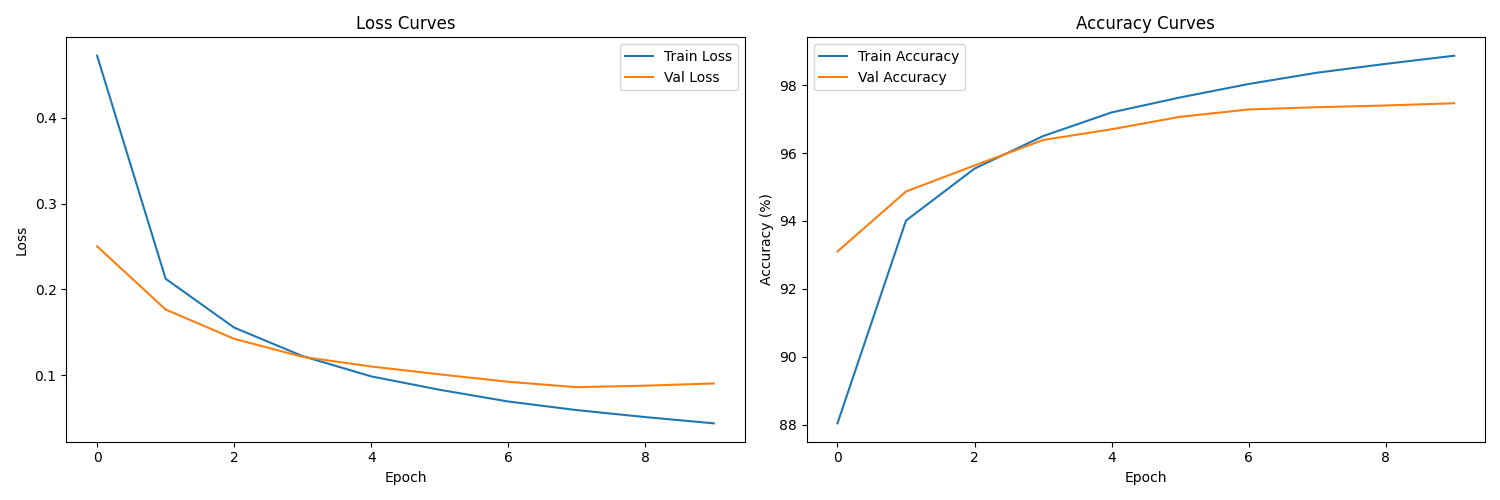 Loss Curves
Train Loss
Val Loss
0.4
0.3
0.2
0.1
Loss
0 2 4 6 8
Epoch
Accuracy Curves
Train Accuracy
Val Accuracy
98
96
94
92
90
88
Accuracy (%)
0 2 4 6 8
Epoch